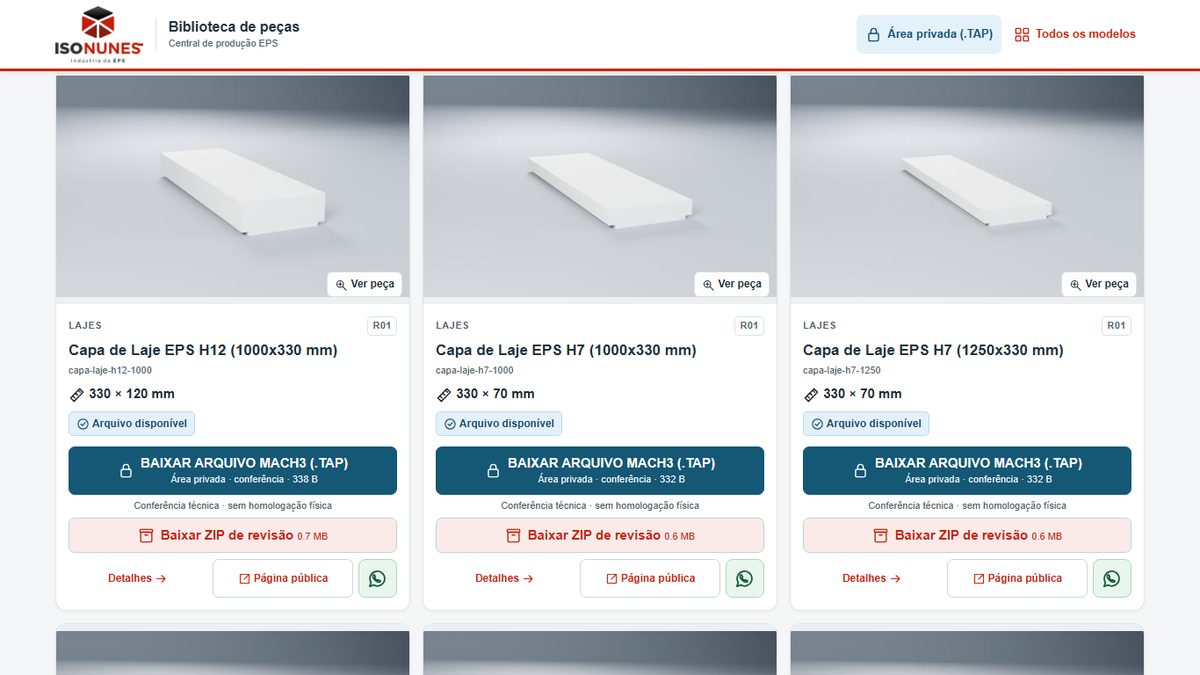 ISONUNES
Indústria de EPS
Biblioteca de peças
Central de produção EPS
Área privada (.TAP)
Todos os modelos
Ver peça
Ver peça
Ver peça
LAJES
R01
Capa de Laje EPS H12 (1000x330 mm)
capa-laje-h12-1000
330 × 120 mm
Arquivo disponível
BAIXAR ARQUIVO MACH3 (.TAP)
Área privada · conferência · 338 B
Conferência técnica · sem homologação física
Baixar ZIP de revisão 0.7 MB
Detalhes →
Página pública
LAJES
R01
Capa de Laje EPS H7 (1000x330 mm)
capa-laje-h7-1000
330 × 70 mm
Arquivo disponível
BAIXAR ARQUIVO MACH3 (.TAP)
Área privada · conferência · 332 B
Conferência técnica · sem homologação física
Baixar ZIP de revisão 0.6 MB
Detalhes →
Página pública
LAJES
R01
Capa de Laje EPS H7 (1250x330 mm)
capa-laje-h7-1250
330 × 70 mm
Arquivo disponível
BAIXAR ARQUIVO MACH3 (.TAP)
Área privada · conferência · 332 B
Conferência técnica · sem homologação física
Baixar ZIP de revisão 0.6 MB
Detalhes →
Página pública